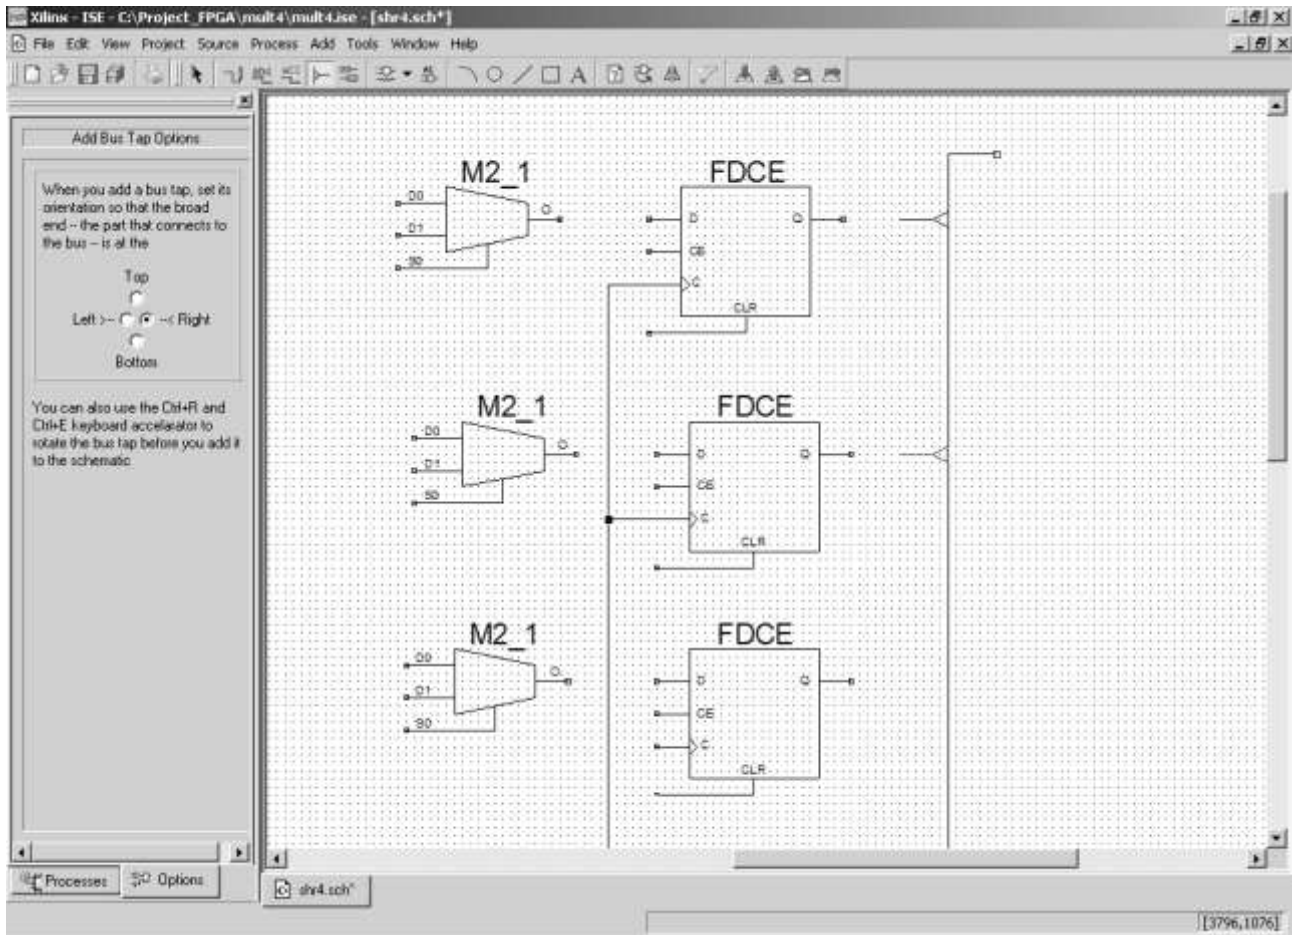 Xilinx - ISE - C:\Project_FPGA\mult4\mult4.ise - [shr4.sch*]
File Edit View Project Source Process Add Tools Window Help
Add Bus Tap Options
When you add a bus tap, set its
orientation so that the broad
end -- the part that connects to
the bus -- is at the
Top
Left >-- --< Right
Bottom
You can also use the Ctrl+R and
Ctrl+E keyboard accelarator to
rotate the bus tap before you add it
to the schematic
Processes Options
M2_1 FDCE
D0
D1
S0
O
D
CE
C
Q
CLR
M2_1 FDCE
D0
D1
S0
O
D
CE
C
Q
CLR
M2_1 FDCE
D0
D1
S0
O
D
CE
C
Q
CLR
shr4.sch*
[3796,1076]